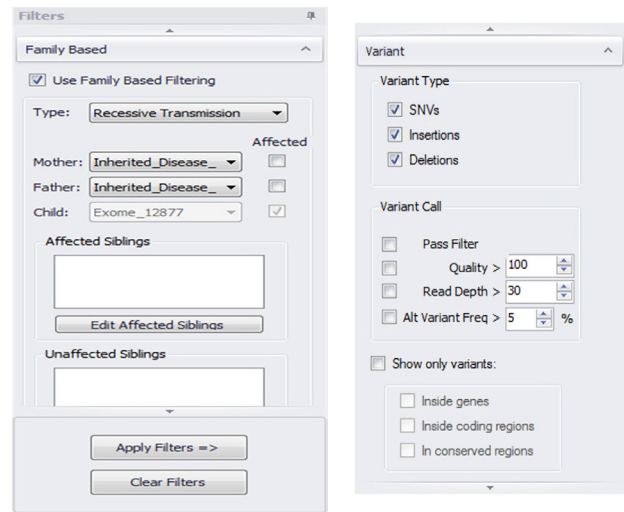 Filters
Family Based
Use Family Based Filtering
Type: Recessive Transmission
Affected
Mother: Inherited_Disease_
Father: Inherited_Disease_
Child: Exome_12877
Affected Siblings
Edit Affected Siblings
Unaffected Siblings
Apply Filters =>
Clear Filters
Variant
Variant Type
SNVs
Insertions
Deletions
Variant Call
Pass Filter
Quality > 100
Read Depth > 30
Alt Variant Freq > 5 %
Show only variants:
Inside genes
Inside coding regions
In conserved regions